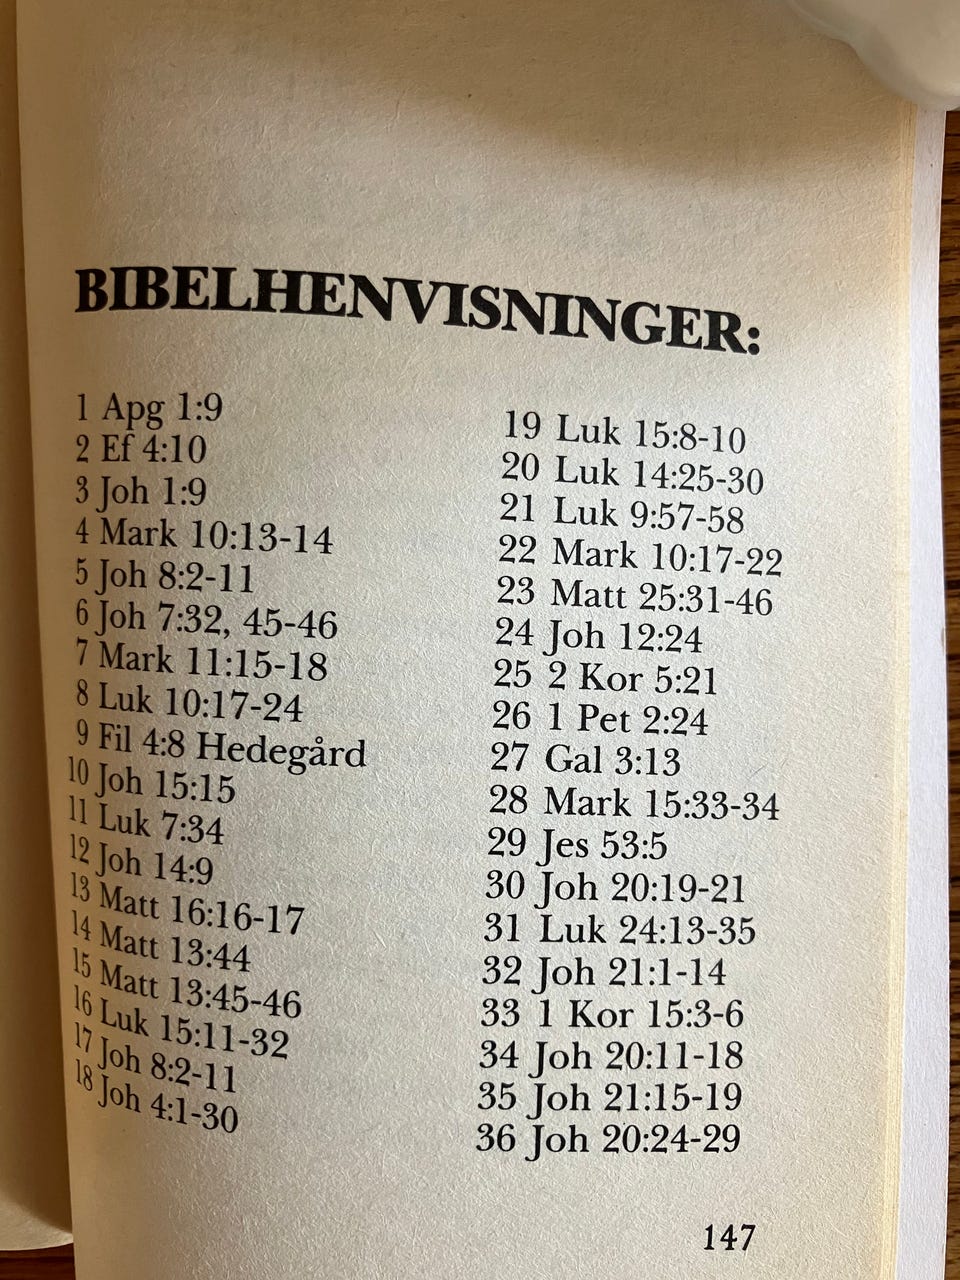 BIBELHENVISNINGER:
1 Apg 1:9
2 Ef 4:10
3 Joh 1:9
4 Mark 10:13-14
5 Joh 8:2-11
6 Joh 7:32, 45-46
7 Mark 11:15-18
8 Luk 10:17-24
9 Fil 4:8 Hedegård
10 Joh 15:15
11 Luk 7:34
12 Joh 14:9
13 Matt 16:16-17
14 Matt 13:44
15 Matt 13:45-46
16 Luk 15:11-32
17 Joh 8:2-11
18 Joh 4:1-30
19 Luk 15:8-10
20 Luk 14:25-30
21 Luk 9:57-58
22 Mark 10:17-22
23 Matt 25:31-46
24 Joh 12:24
25 2 Kor 5:21
26 1 Pet 2:24
27 Gal 3:13
28 Mark 15:33-34
29 Jes 53:5
30 Joh 20:19-21
31 Luk 24:13-35
32 Joh 21:1-14
33 1 Kor 15:3-6
34 Joh 20:11-18
35 Joh 21:15-19
36 Joh 20:24-29
147